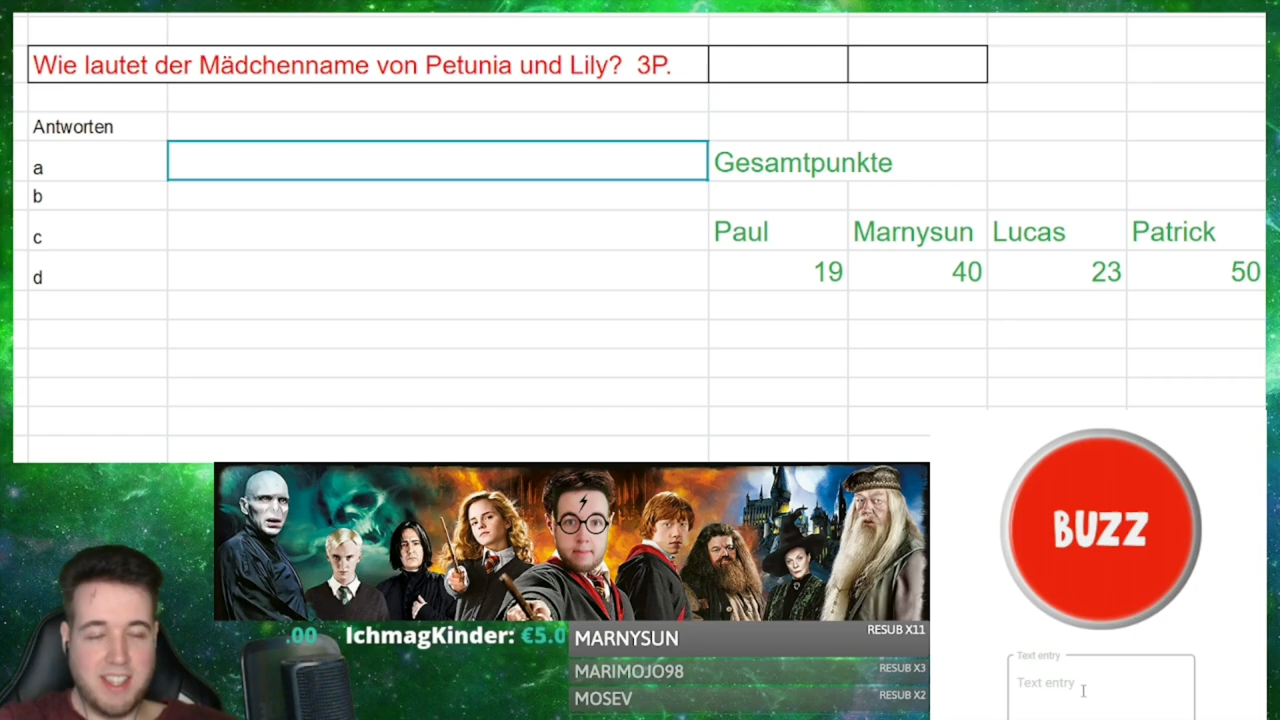 Wie lautet der Mädchenname von Petunia und Lily? 3P.
Antworten
a
Gesamtpunkte
b
c
Paul Marnysun Lucas Patrick
d
19 40 23 50
BUZZ
.00 IchmagKinder: €5.0
MARNYSUN RESUB X11
MARIMOJO98 RESUB X3
MOSEV RESUB X2
Text entry
Text entry